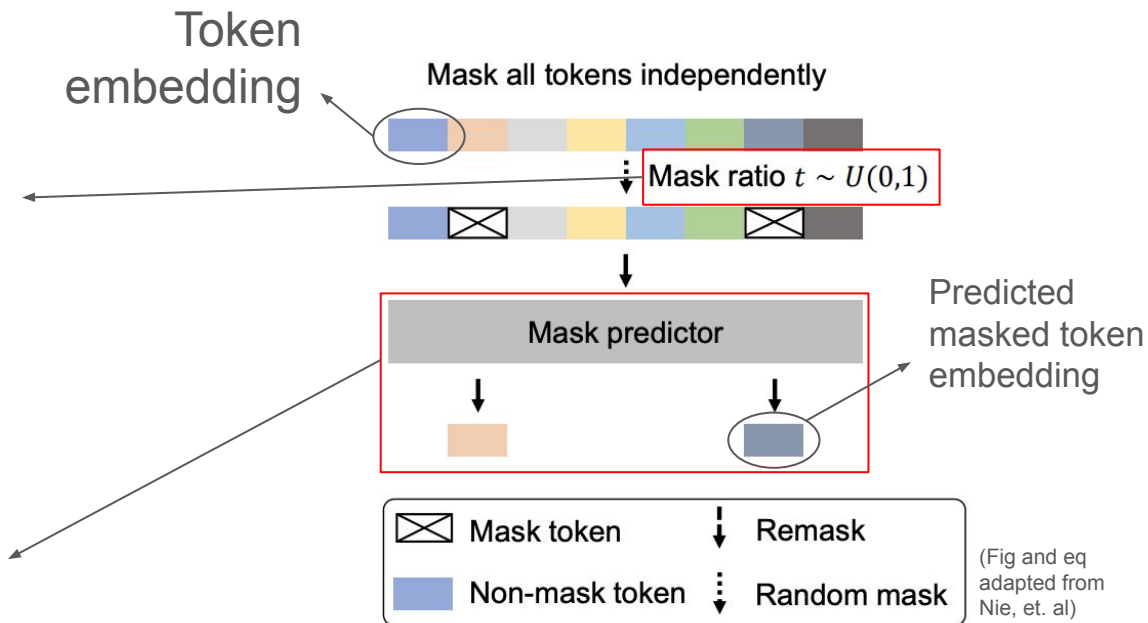 Token
embedding
Mask all tokens independently
Mask ratio t ~ U(0,1)
Mask predictor
Predicted
masked token
embedding
Mask token
Remask
Non-mask token
Random mask
(Fig and eq
adapted from
Nie, et. al)